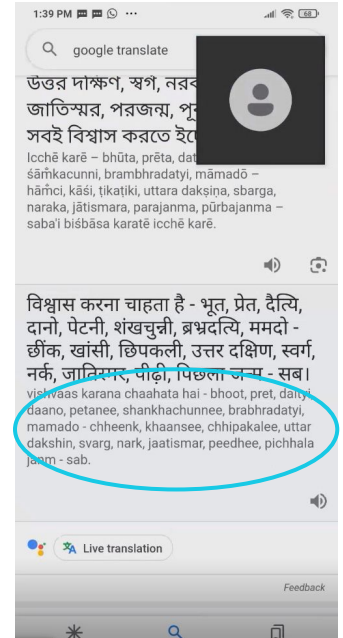 1:39 PM
68
google translate
উত্তর দক্ষিণ, স্বর্গ, নরক
জাতিস্মর, পরজন্ম,
সবই বিশ্বাস করতে
Icchē karē – bhūta, prēta,
śāmkacunni, brambhradatyi, māmadō –
hām̐ci, kāśi, ṭikaṭiki, uttara dakṣiṇa, sbarga,
naraka, jātismara, parajanma, pūrbajanma –
saba'i biśbāsa karatē icchē karē.
विश्वास करना चाहता है - भूत, प्रेत, दैत्यि,
दानो, पेटनी, शंखचुन्नी, ब्रभ्रदत्यि, ममदो -
छींक, खांसी, छिपकली, उत्तर दक्षिण, स्वर्ग,
नर्क, जातिस्मर, पीढ़ी, पिछला जन्म - सब।
vishvaas karana chaahata hai - bhoot, pret, daityi,
daano, petanee, shankhachunnee, brabhradatyi,
mamado - chheenk, khaansee, chhipakalee, uttar
dakshin, svarg, nark, jaatismar, peedhee, pichhala
janm - sab.
Live translation
Feedback